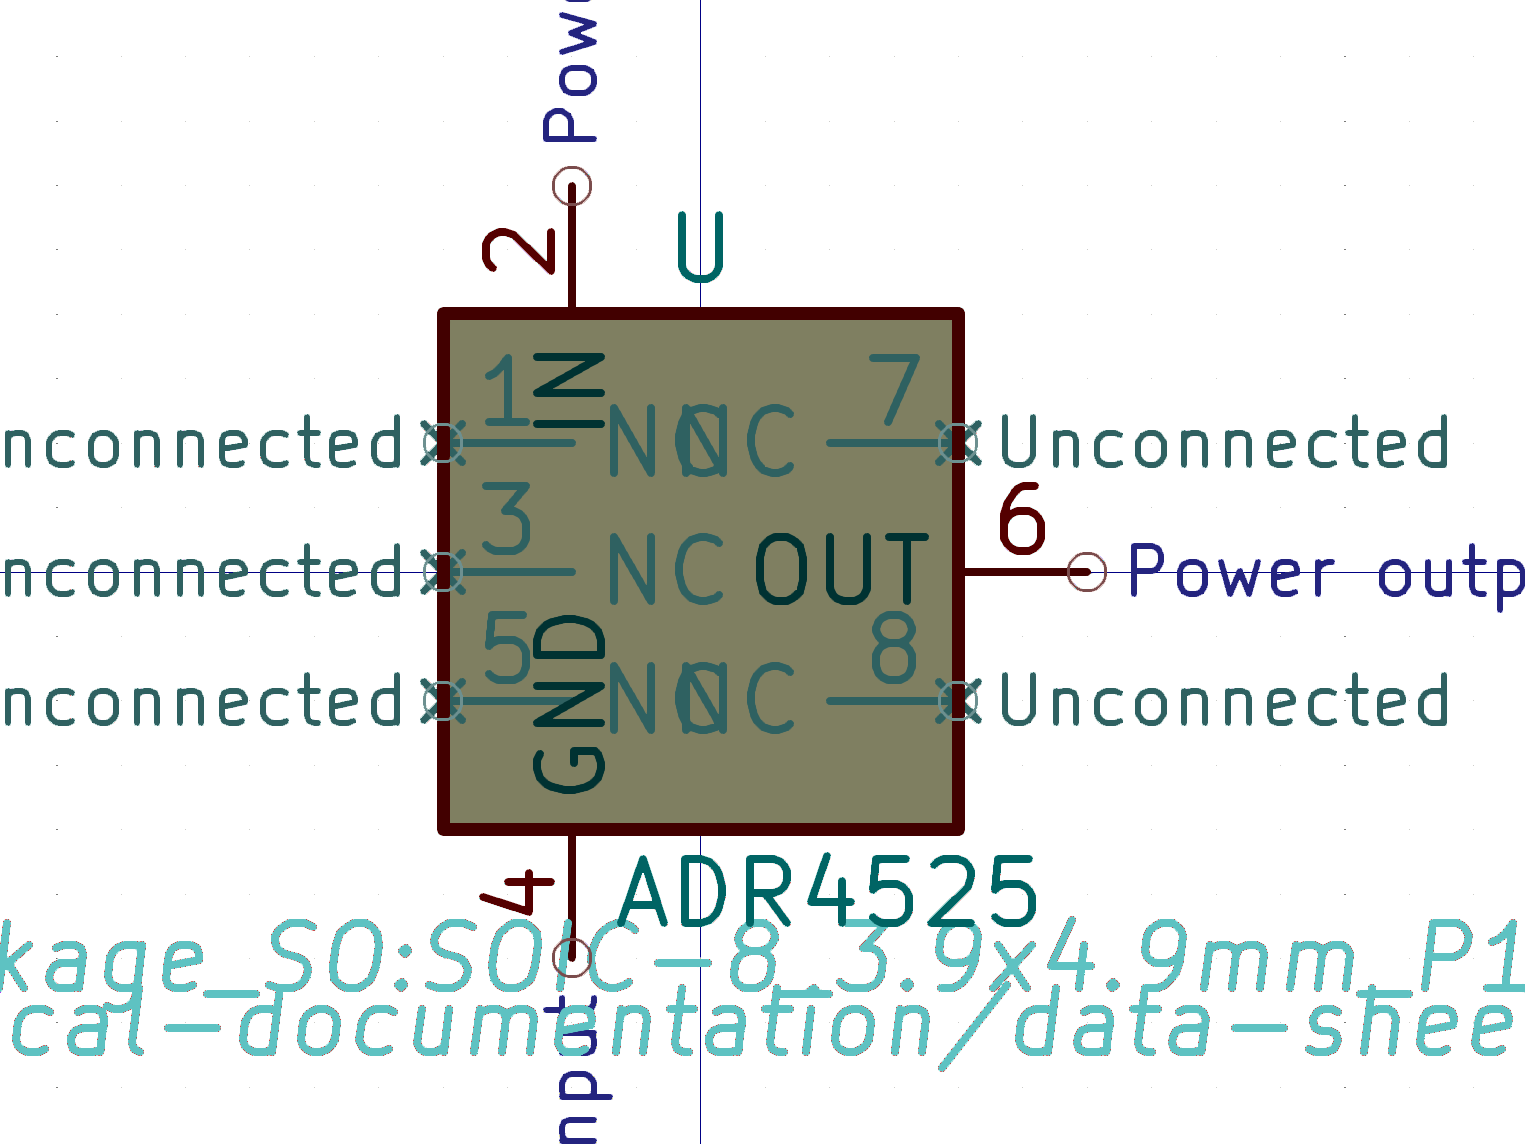 Powe
2
U
1
IN
7
NC
NC
nconnected
Unconnected
3
6
NC
OUT
nconnected
Power outp
5
GND
8
NC
NC
nconnected
Unconnected
4
ADR4525
kage_SO:SOIC-8_3.9x4.9mm_P1
cal-documentation/data-shee
nput